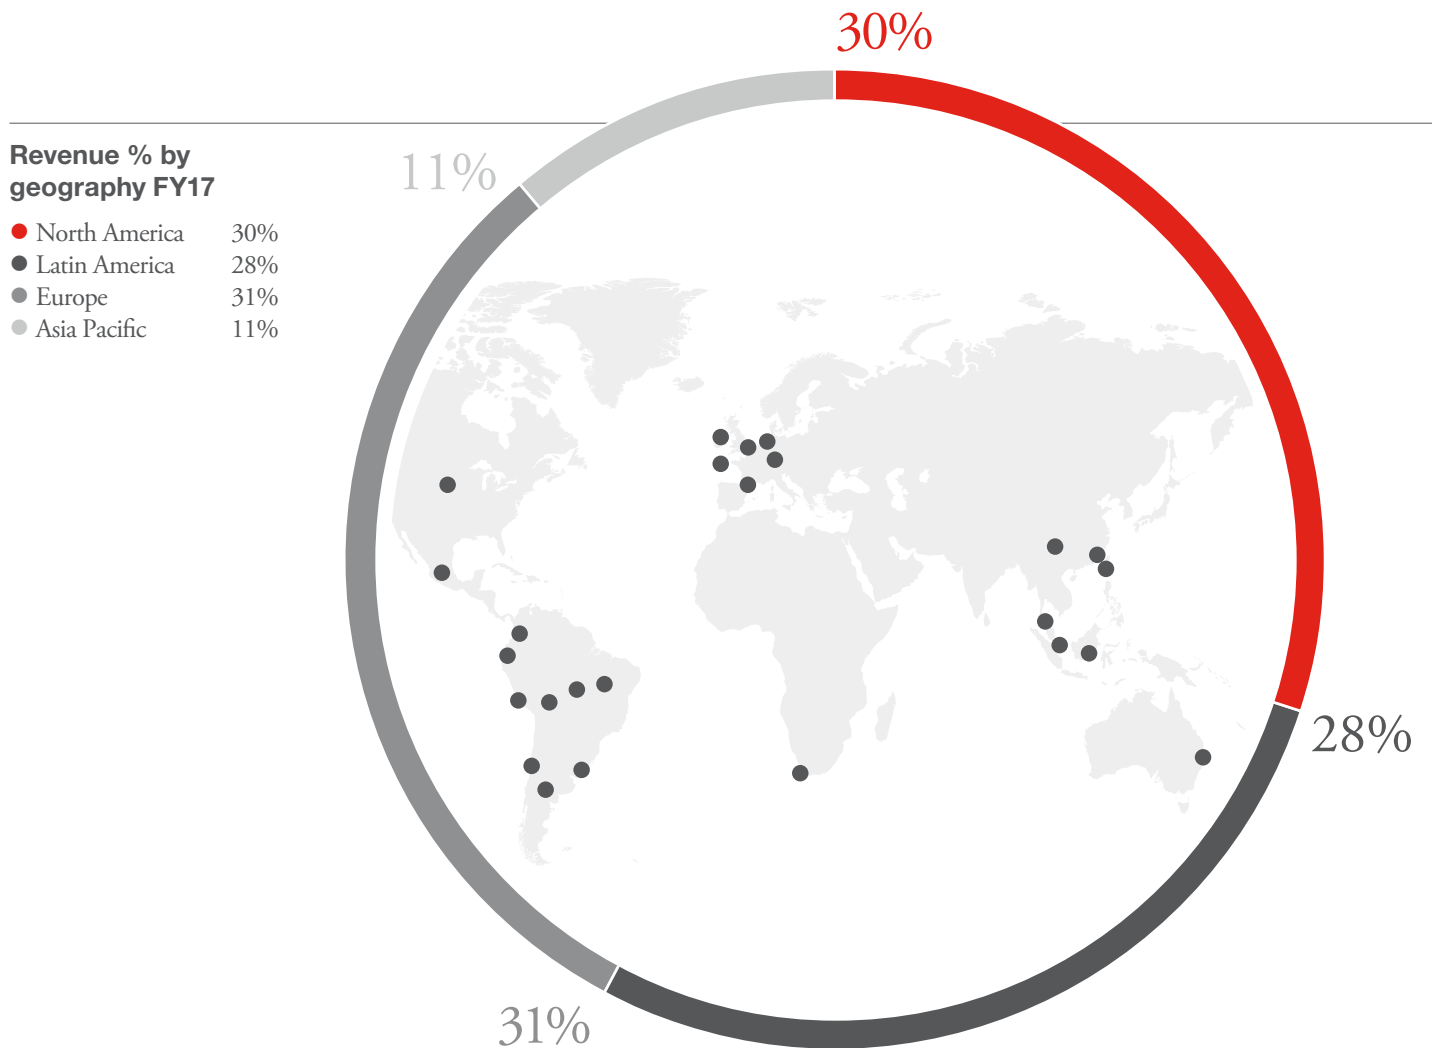 30%
Revenue % by
geography FY17
11%
North America 30%
Latin America 28%
Europe 31%
Asia Pacific 11%
28%
31%